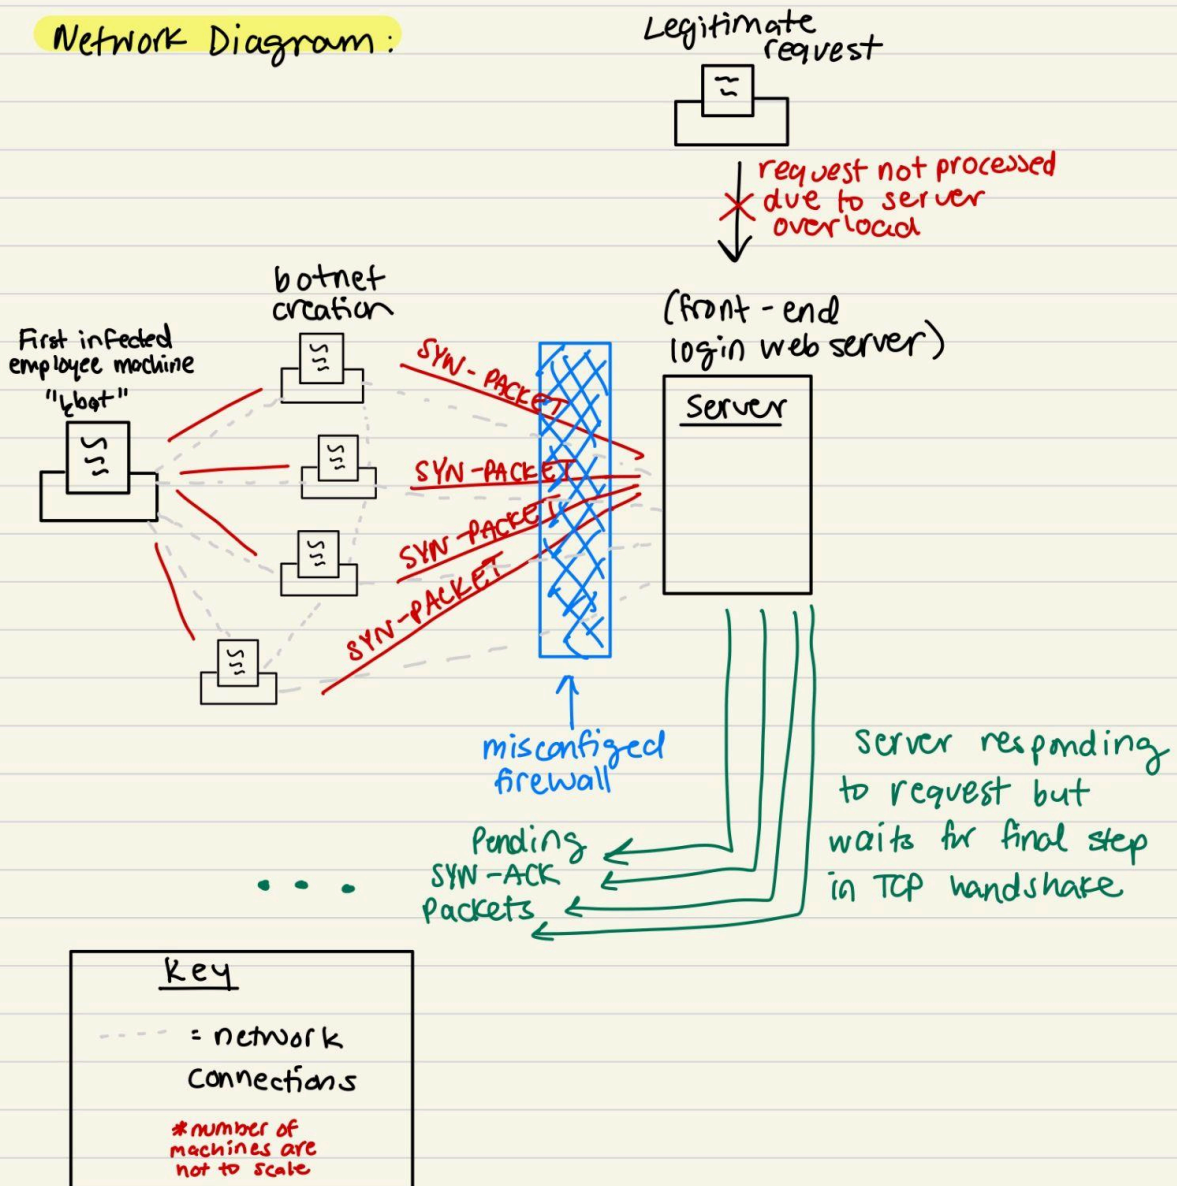 Network Diagram:
Legitimate
request
request not processed
due to server
overload
botnet
creation
First infected
employee machine
"kbot"
(front-end
login web server)
SYN-PACKET
SYN-PACKET
SYN-PACKET
SYN-PACKET
Server
misconfiged
firewall
Pending
SYN-ACK
Packets
Server responding
to request but
waits for final step
in TCP handshake
...
Key
---- = network
connections
*number of
machines are
not to scale